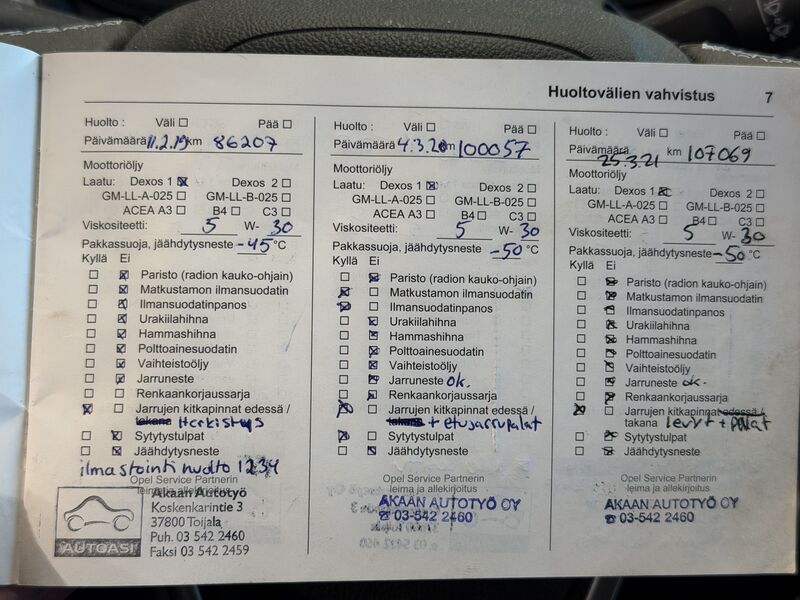 Huoltovälien vahvistus 7
Huolto : Väli ☐ Pää ☐
Päivämäärä 11.2.19 km 86207
Moottoriöljy
Laatu: Dexos 1 ☒ Dexos 2 ☐
GM-LL-A-025 ☐ GM-LL-B-025 ☐
ACEA A3 ☐ B4 ☐ C3 ☐
Viskositeetti: 5 W- 30
Pakkassuoja, jäähdytysneste -45 °C
Kyllä Ei
☐ ☒ Paristo (radion kauko-ohjain)
☐ ☒ Matkustamon ilmansuodatin
☐ ☒ Ilmansuodatinpanos
☐ ☒ Urakiilahihna
☐ ☒ Hammashihna
☐ ☒ Polttoainesuodatin
☐ ☒ Vaihteistoöljy
☐ ☒ Jarruneste
☐ ☐ Renkaankorjaussarja
☒ ☐ Jarrujen kitkapinnat edessä /
takana tarkistus
☐ ☒ Sytytystulpat
☐ ☒ Jäähdytysneste
ilmastointi huolto 1234
Opel Service Partnerin
leima ja allekirjoitus
Akaan Autotyö
Koskenkarintie 3
37800 Toijala
Puh. 03 542 2460
Faksi 03 542 2459
AUTOASI
Huolto : Väli ☐ Pää ☐
Päivämäärä 4.3.20 km 100057
Moottoriöljy
Laatu: Dexos 1 ☒ Dexos 2 ☐
GM-LL-A-025 ☐ GM-LL-B-025 ☐
ACEA A3 ☐ B4 ☐ C3 ☐
Viskositeetti: 5 W- 30
Pakkassuoja, jäähdytysneste -50 °C
Kyllä Ei
☐ ☒ Paristo (radion kauko-ohjain)
☒ ☐ Matkustamon ilmansuodatin
☒ ☐ Ilmansuodatinpanos
☐ ☒ Urakiilahihna
☐ ☒ Hammashihna
☐ ☒ Polttoainesuodatin
☐ ☒ Vaihteistoöljy
☐ ☒ Jarruneste ok.
☐ ☒ Renkaankorjaussarja
☒ ☐ Jarrujen kitkapinnat edessä /
takana + etujarrupalat
☒ ☐ Sytytystulpat
☐ ☒ Jäähdytysneste
Opel Service Partnerin
leima ja allekirjoitus
AKAAN AUTOTYÖ OY
☎ 03-542 2460
Huolto : Väli ☐ Pää ☐
Päivämäärä 25.3.21 km 107069
Moottoriöljy
Laatu: Dexos 1 ☒ Dexos 2 ☐
GM-LL-A-025 ☐ GM-LL-B-025 ☐
ACEA A3 ☐ B4 ☐ C3 ☐
Viskositeetti: 5 W- 30
Pakkassuoja, jäähdytysneste -50 °C
Kyllä Ei
☐ ☒ Paristo (radion kauko-ohjain)
☐ ☒ Matkustamon ilmansuodatin
☐ ☒ Ilmansuodatinpanos
☐ ☒ Urakiilahihna
☐ ☒ Hammashihna
☐ ☒ Polttoainesuodatin
☐ ☒ Vaihteistoöljy
☐ ☒ Jarruneste ok.
☐ ☒ Renkaankorjaussarja
☒ ☐ Jarrujen kitkapinnat edessä /
takana levyt + palat
☐ ☒ Sytytystulpat
☐ ☒ Jäähdytysneste
Opel Service Partnerin
leima ja allekirjoitus
AKAAN AUTOTYÖ OY
☎ 03-542 2460